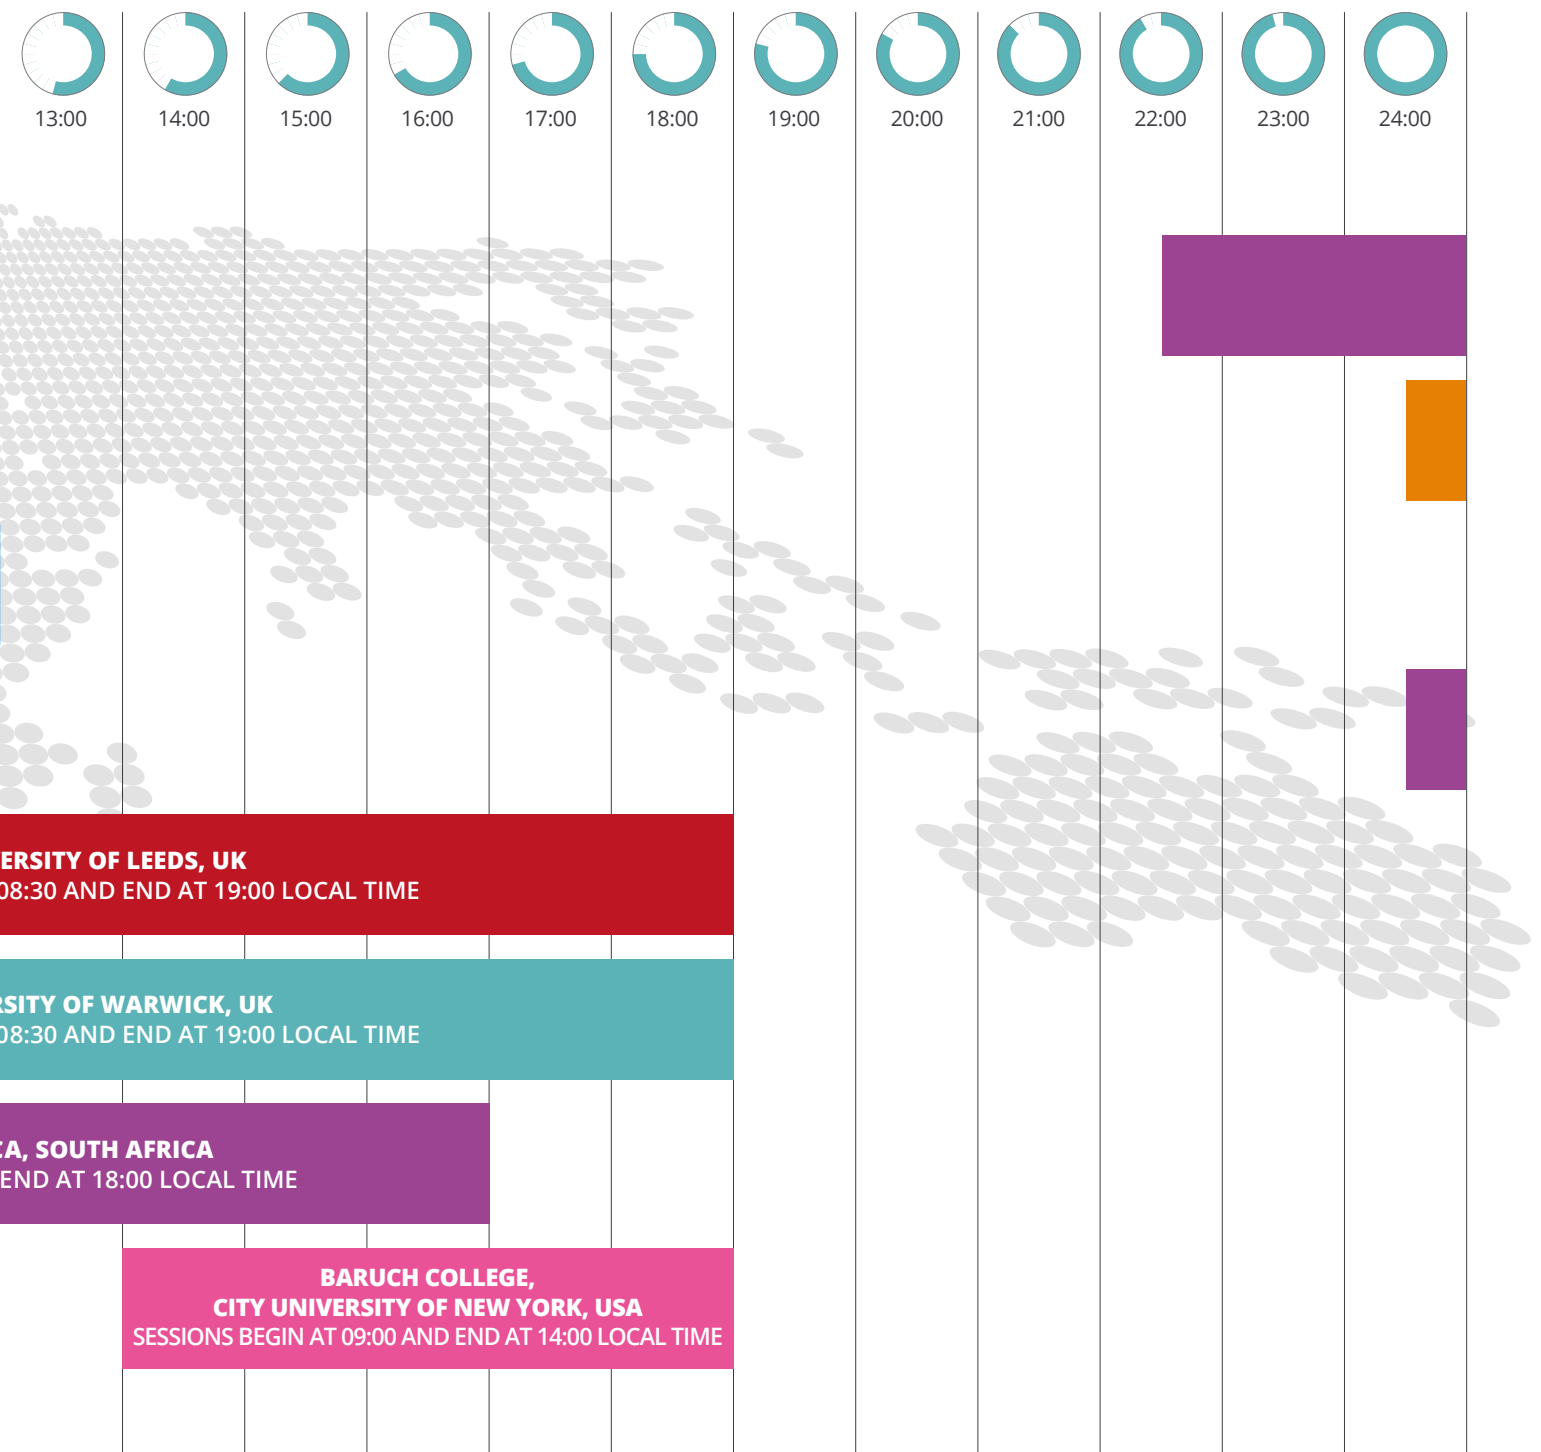 13:00 14:00 15:00 16:00 17:00 18:00 19:00 20:00 21:00 22:00 23:00 24:00
ERSITY OF LEEDS, UK
08:30 AND END AT 19:00 LOCAL TIME
RSITY OF WARWICK, UK
08:30 AND END AT 19:00 LOCAL TIME
CA, SOUTH AFRICA
END AT 18:00 LOCAL TIME
BARUCH COLLEGE,
CITY UNIVERSITY OF NEW YORK, USA
SESSIONS BEGIN AT 09:00 AND END AT 14:00 LOCAL TIME